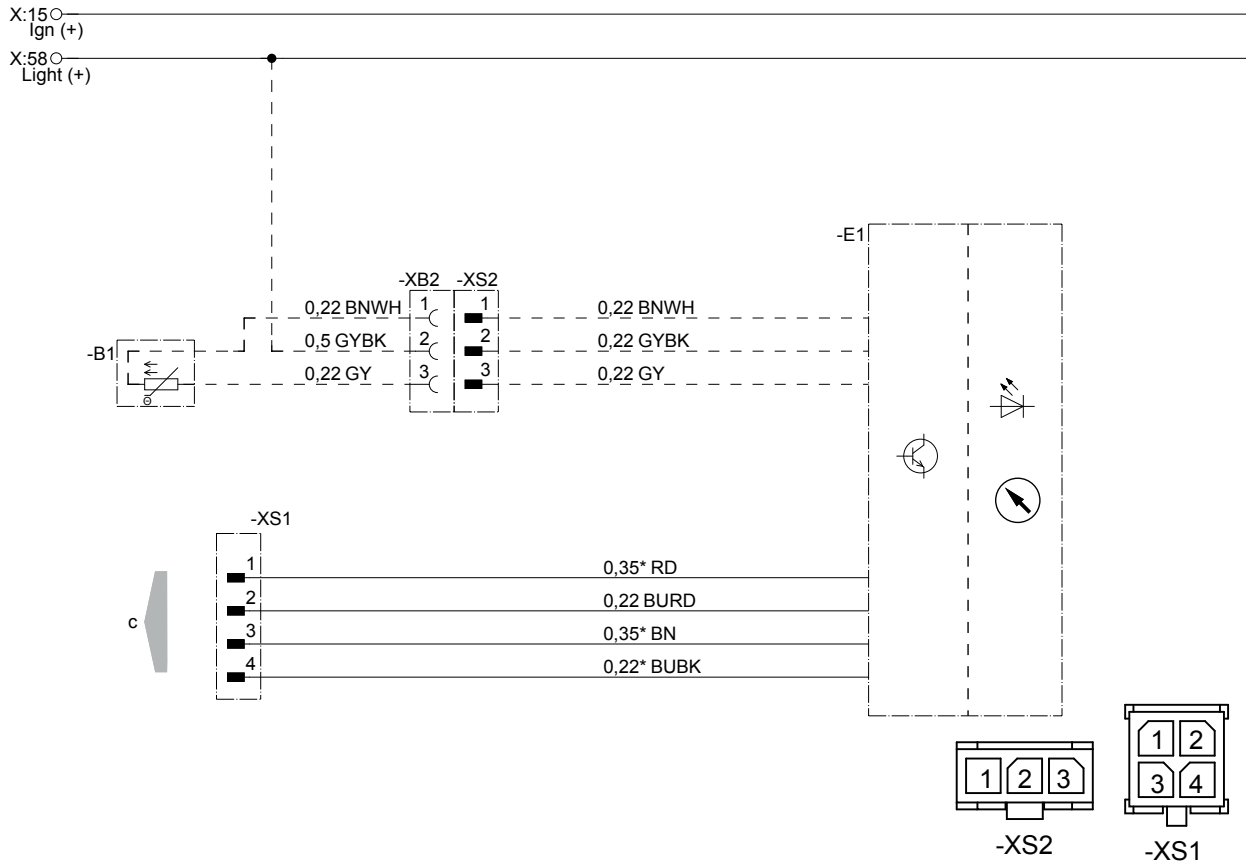 X:15
Ign (+)
X:58
Light (+)
-E1
-XB2 -XS2
0,22 BNWH 1 1 0,22 BNWH
0,5 GYBK 2 2 0,22 GYBK
-B1
0,22 GY 3 3 0,22 GY
-XS1
1 0,35* RD
2 0,22 BURD
c
3 0,35* BN
4 0,22* BUBK
1 2
1 2 3
3 4
-XS2
-XS1